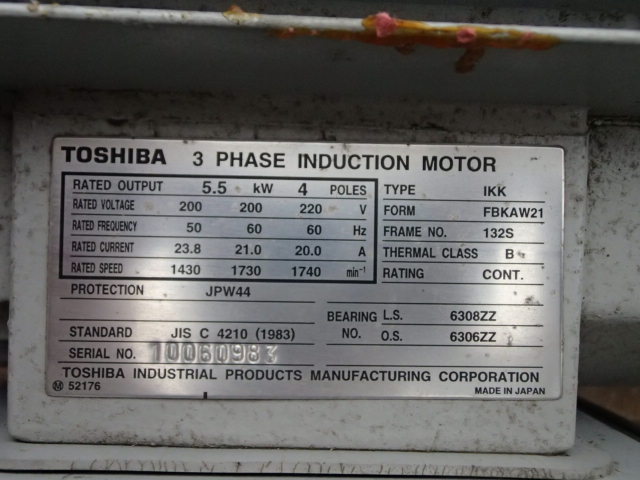 TOSHIBA 3 PHASE INDUCTION MOTOR
RATED OUTPUT 5.5 kW 4 POLES
RATED VOLTAGE 200 200 220 V
RATED FREQUENCY 50 60 60 Hz
RATED CURRENT 23.8 21.0 20.0 A
RATED SPEED 1430 1730 1740 min⁻¹
TYPE IKK
FORM FBKAW21
FRAME NO. 132S
THERMAL CLASS B
RATING CONT.
PROTECTION JPW44
BEARING NO. L.S. 6308ZZ
O.S. 6306ZZ
STANDARD JIS C 4210 (1983)
SERIAL NO. 10060983
TOSHIBA INDUSTRIAL PRODUCTS MANUFACTURING CORPORATION
Ⓜ 52176
MADE IN JAPAN